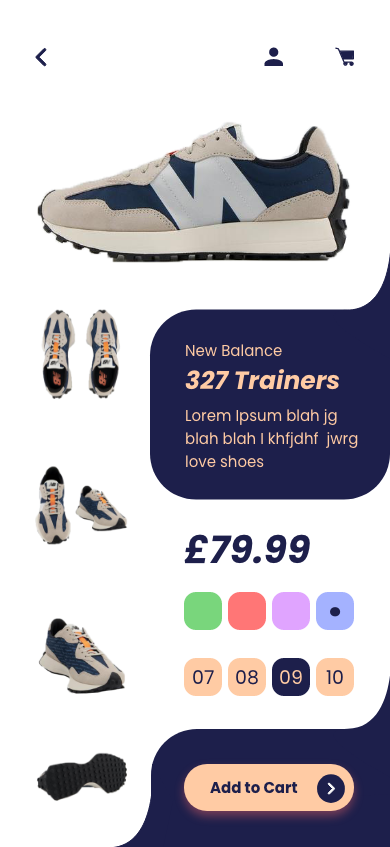 N
New Balance
327 Trainers
Lorem Ipsum blah jg
blah blah I khfjdhf jwrg
love shoes
£79.99
07 08 09 10
Add to Cart